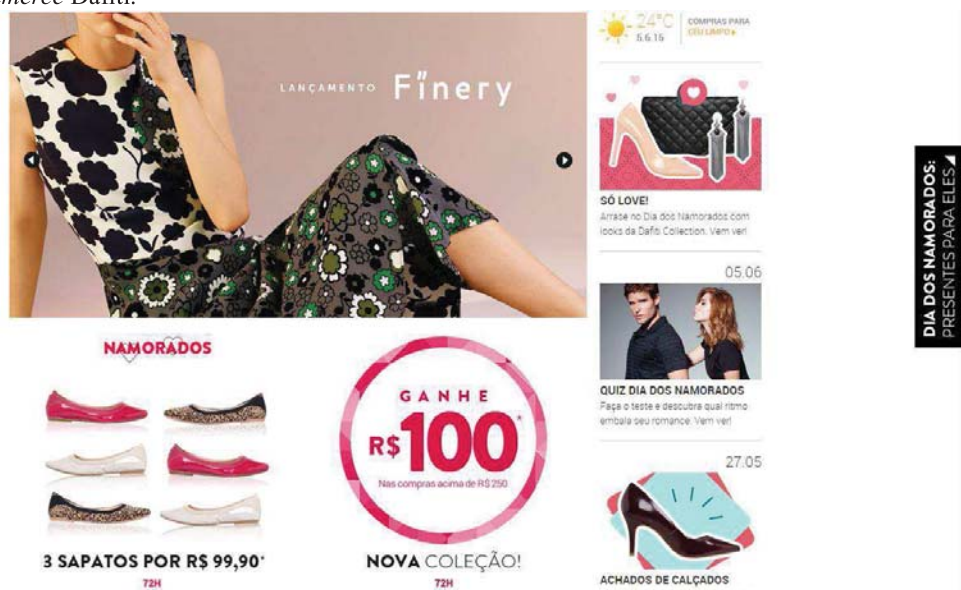 merce Dafiti.
LANÇAMENTO Finery
NAMORADOS
3 SAPATOS POR R$ 99,90*
72H
GANHE
R$100*
Nas compras acima de R$ 250
NOVA COLEÇÃO!
72H
24°C
5.6.15
COMPRAS PARA
CÉU LIMPO
SÓ LOVE!
Arrase no Dia dos Namorados com
looks da Dafiti Collection. Vem ver!
05.06
QUIZ DIA DOS NAMORADOS
Faça o teste e descubra qual ritmo
embala seu romance. Vem ver!
27.05
ACHADOS DE CALÇADOS
DIA DOS NAMORADOS:
PRESENTES PARA ELES